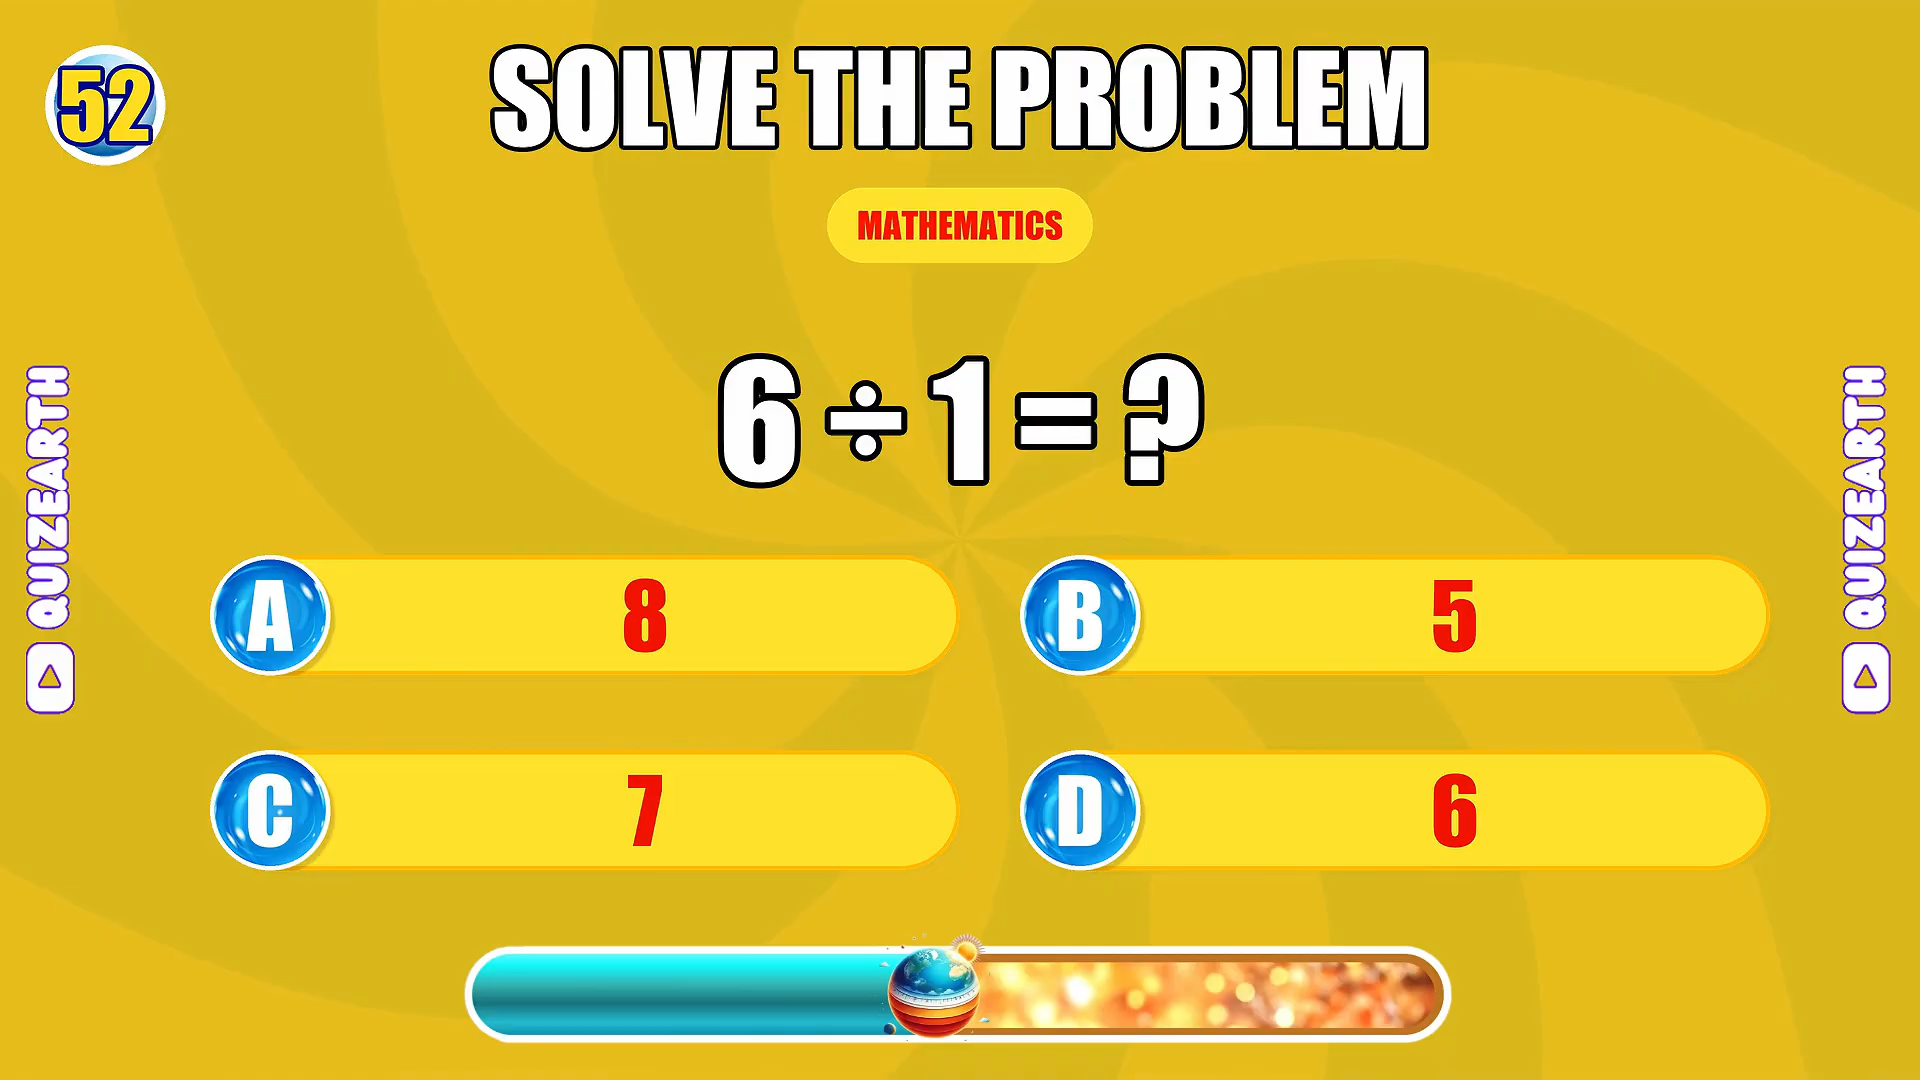 52
SOLVE THE PROBLEM
MATHEMATICS
6 ÷ 1 = ?
A 8
B 5
C 7
D 6
QUIZEARTH
QUIZEARTH